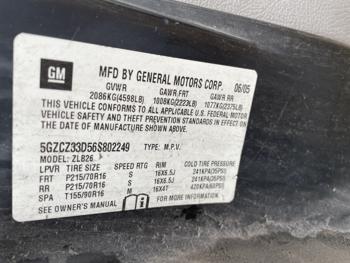 GM
MFD BY GENERAL MOTORS CORP. 06/05
GVWR GAWR.FRT GAWR RR
2086KG(4598LB) 1008KG(2223LB) 1077KG(2375LB)
THIS VEHICLE CONFORMS TO ALL APPLICABLE U.S. FEDERAL MOTOR
VEHICLE SAFETY AND THEFT PREVENTION STANDARDS IN EFFECT ON
THE DATE OF MANUFACTURE SHOWN ABOVE.
5GZCZ33D56S802249 TYPE: M.P.V.
MODEL: ZLB26
LPVR TIRE SIZE SPEED RTG RIM COLD TIRE PRESSURE
FRT P215/70R16 S 16X6.5J 241KPA(35PSI)
RR P215/70R16 S 16X6.5J 241KPA(35PSI)
SPA T155/90R16 M 16X4T 420KPA(60PSI)
SEE OWNER'S MANUAL